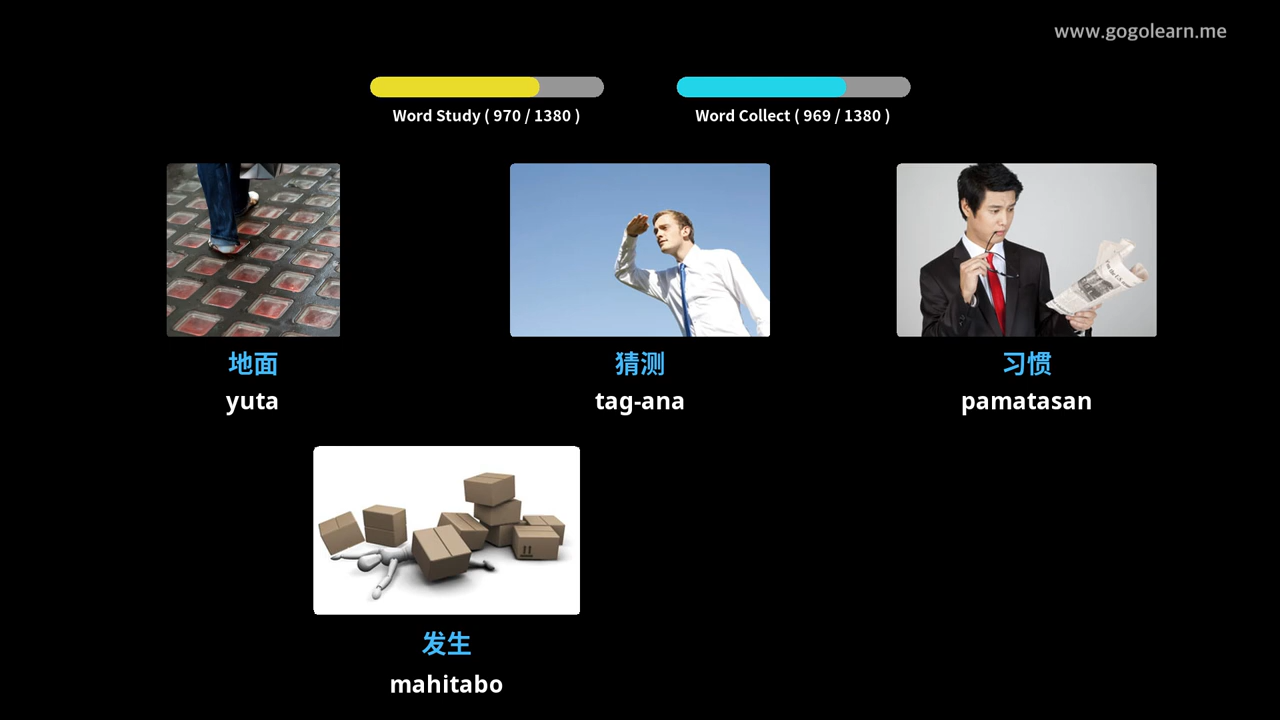 www.gogolearn.me
Word Study ( 970 / 1380 )
Word Collect ( 969 / 1380 )
地面
yuta
猜测
tag-ana
习惯
pamatasan
发生
mahitabo